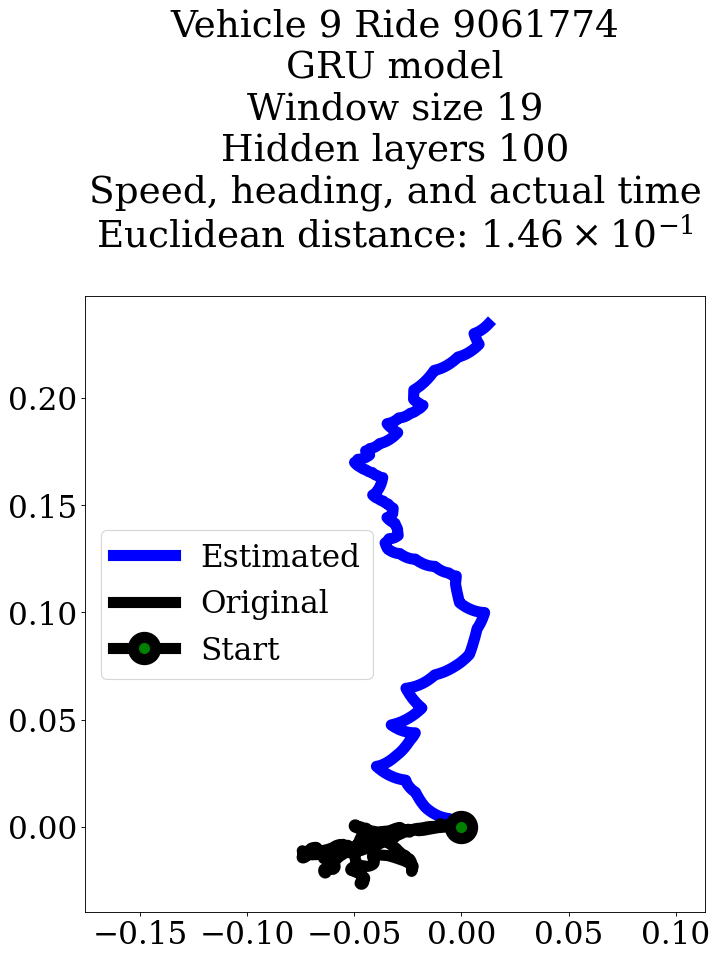 Vehicle 9 Ride 9061774
GRU model
Window size 19
Hidden layers 100
Speed, heading, and actual time
Euclidean distance: 1.46 × 10⁻¹
0.20
0.15
0.10
0.05
0.00
Estimated
Original
Start
−0.15 −0.10 −0.05 0.00 0.05 0.10